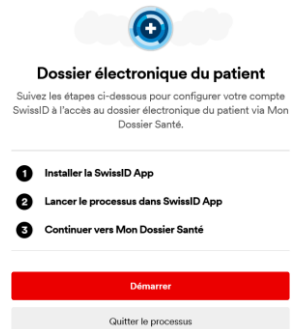 Dossier électronique du patient
Suivez les étapes ci-dessous pour configurer votre compte
SwissID à l'accès au dossier électronique du patient via Mon
Dossier Santé.
1 Installer la SwissID App
2 Lancer le processus dans SwissID App
3 Continuer vers Mon Dossier Santé
Démarrer
Quitter le processus